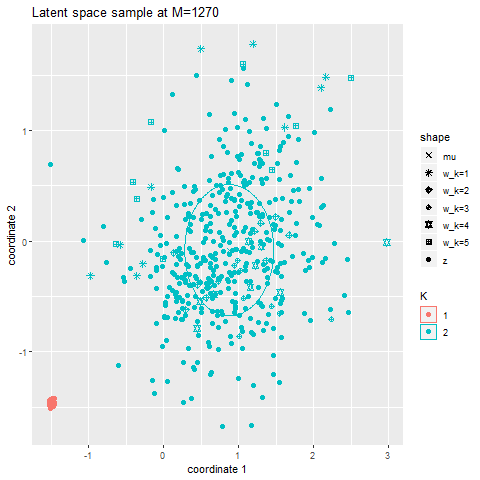 Latent space sample at M=1270
coordinate 2
1
0
-1
-1
0
1
2
3
coordinate 1
shape
mu
w_k=1
w_k=2
w_k=3
w_k=4
w_k=5
z
K
1
2